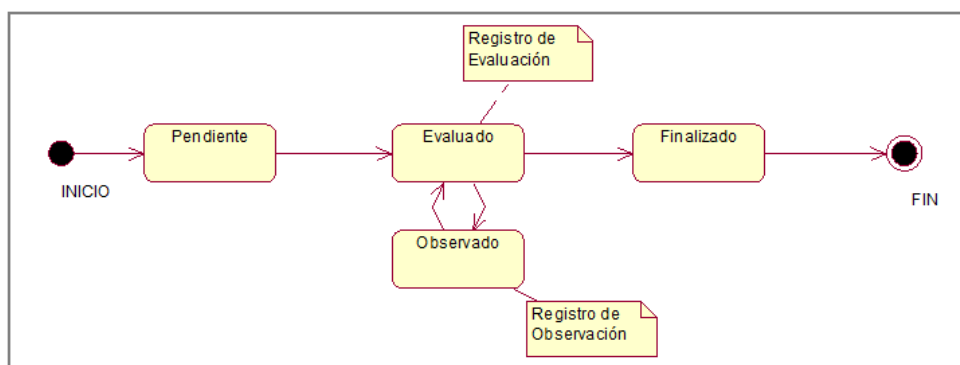 Registro de
Evaluación
Pendiente
Evaluado
Finalizado
INICIO
FIN
Observado
Registro de
Observación